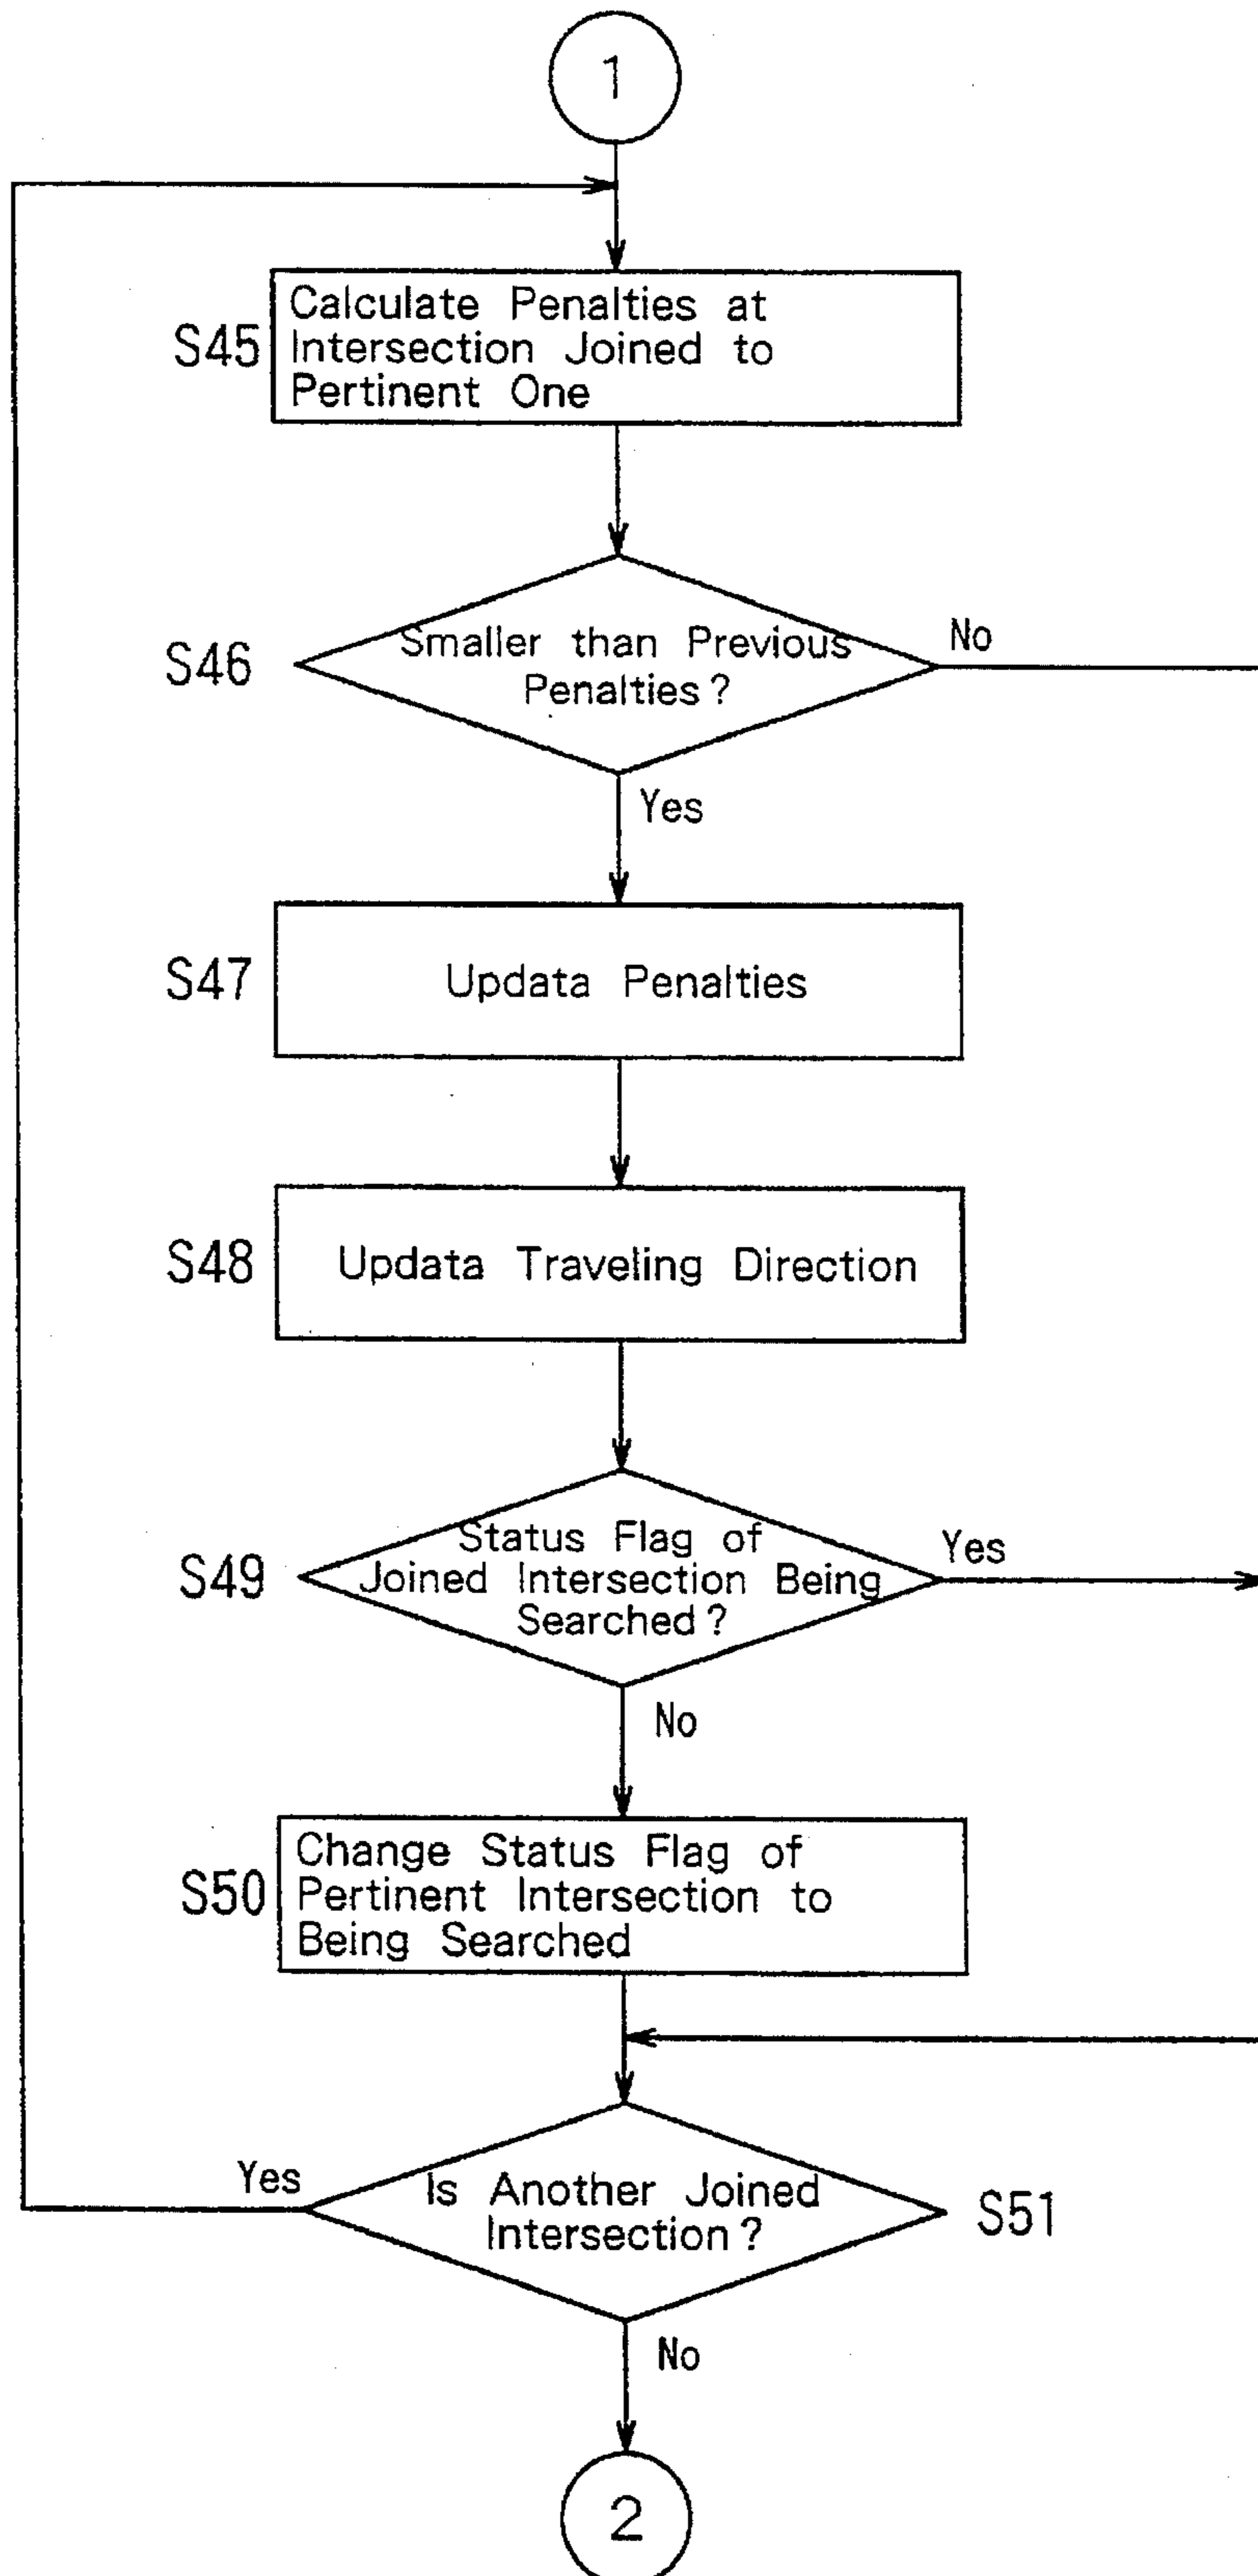 1
Calculate Penalties at
S45
Intersection Joined to
Pertinent One
Smaller than Previous
No
S46
Penalties?
Yes
S47
Updata Penalties
S48
Updata Traveling Direction
Status Flag of
Yes
S49
Joined Intersection Being
Searched?
No
Change Status Flag of
S50
Pertinent Intersection to
Being Searched
Yes
Is Another Joined
Intersection?
S51
No
2